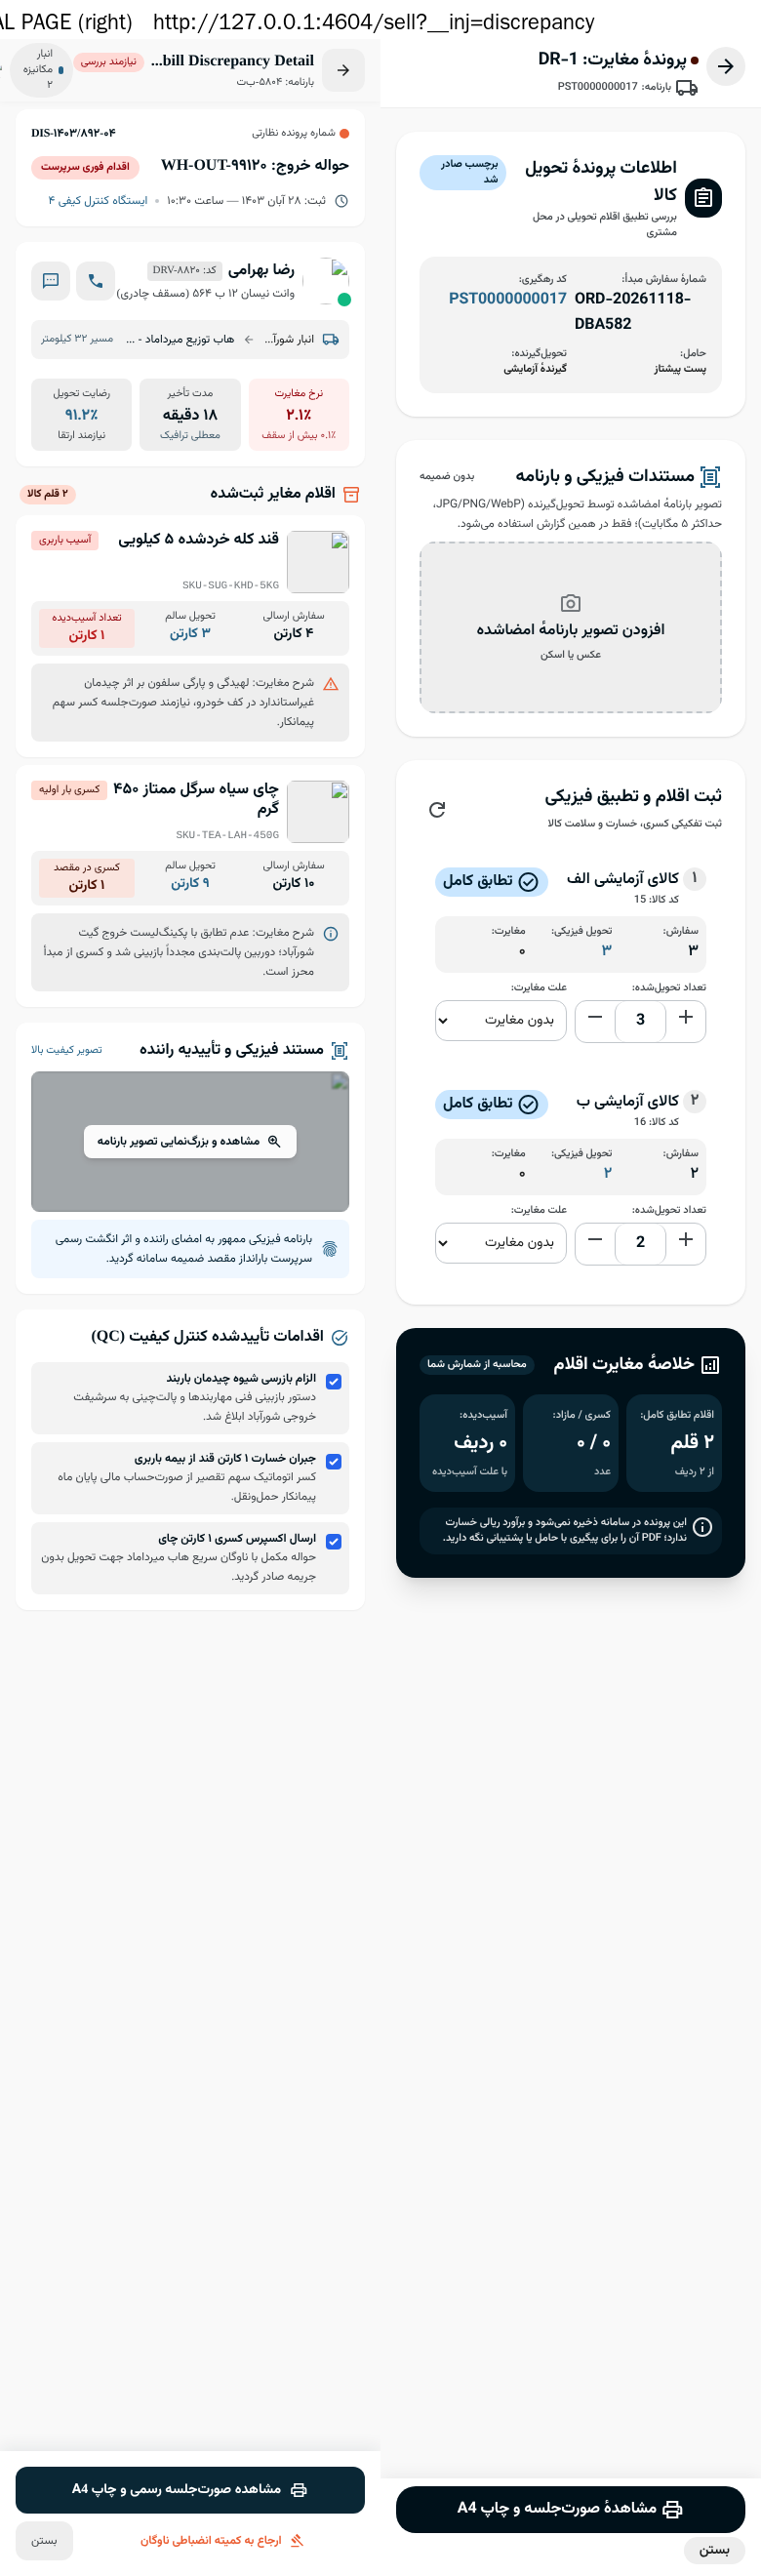 AL PAGE (right) http://127.0.0.1:4604/sell?__inj=discrepancy
پروندهٔ مغایرت: DR-1
بارنامه: PST0000000017
اطلاعات پروندهٔ تحویل کالا
برچسب صادر شد
بررسی تطبیق اقلام تحویلی در محل مشتری
شمارهٔ سفارش مبدأ:
ORD-20261118-DBA582
کد رهگیری:
PST0000000017
حامل:
پست پیشتاز
تحویل‌گیرنده:
گیرندهٔ آزمایشی
مستندات فیزیکی و بارنامه
بدون ضمیمه
تصویر بارنامهٔ امضاشده توسط تحویل‌گیرنده (JPG/PNG/WebP،
حداکثر ۵ مگابایت)؛ فقط در همین گزارش استفاده می‌شود.
افزودن تصویر بارنامهٔ امضاشده
عکس یا اسکن
ثبت اقلام و تطبیق فیزیکی
ثبت تفکیکی کسری، خسارت و سلامت کالا
۱ کالای آزمایشی الف
تطابق کامل
کد کالا: 15
سفارش: تحویل فیزیکی: مغایرت:
۳ ۳ ۰
تعداد تحویل‌شده: علت مغایرت:
+ 3 − بدون مغایرت
۲ کالای آزمایشی ب
تطابق کامل
کد کالا: 16
سفارش: تحویل فیزیکی: مغایرت:
۲ ۲ ۰
تعداد تحویل‌شده: علت مغایرت:
+ 2 − بدون مغایرت
خلاصهٔ مغایرت اقلام
محاسبه از شمارش شما
اقلام تطابق کامل: کسری / مازاد: آسیب‌دیده:
۲ قلم ۰ / ۰ ۰ ردیف
از ۲ ردیف عدد با علت آسیب‌دیده
این پرونده در سامانه ذخیره نمی‌شود و برآورد ریالی خسارت
ندارد؛ PDF آن را برای پیگیری با حامل یا پشتیبانی نگه دارید.
مشاهدهٔ صورت‌جلسه و چاپ A4
بستن
...bill Discrepancy Detail
نیازمند بررسی
انبار مکانیزه ۲
بارنامه: ۵۸۰۴-ب‌ت
شماره پرونده نظارتی
DIS-۱۴۰۳/۸۹۲-۰۴
حواله خروج: WH-OUT-۹۹۱۲۰
اقدام فوری سرپرست
ثبت: ۲۸ آبان ۱۴۰۳ — ساعت ۱۰:۳۰ • ایستگاه کنترل کیفی ۴
رضا بهرامی کد: DRV-۸۸۲۰
وانت نیسان ۱۲ ب ۵۶۴ (مسقف چادری)
انبار شورآ... ← هاب توزیع میرداماد - ... مسیر ۳۲ کیلومتر
نرخ مغایرت مدت تأخیر رضایت تحویل
۲.۱٪ ۱۸ دقیقه ۹۱.۲٪
۰.۱٪ بیش از سقف معطلی ترافیک نیازمند ارتقا
اقلام مغایر ثبت‌شده
۲ قلم کالا
قند کله خردشده ۵ کیلویی
آسیب باربری
SKU-SUG-KHD-5KG
سفارش ارسالی تحویل سالم تعداد آسیب‌دیده
۴ کارتن ۳ کارتن ۱ کارتن
شرح مغایرت: لهیدگی و پارگی سلفون بر اثر چیدمان
غیراستاندارد در کف خودرو، نیازمند صورت‌جلسه کسر سهم
پیمانکار.
چای سیاه سرگل ممتاز ۴۵۰ گرم
کسری بار اولیه
SKU-TEA-LAH-450G
سفارش ارسالی تحویل سالم کسری در مقصد
۱۰ کارتن ۹ کارتن ۱ کارتن
شرح مغایرت: عدم تطابق با پکینگ‌لیست خروج گیت
شورآباد؛ دوربین پالت‌بندی مجدداً بازبینی شد و کسری از مبدأ
محرز است.
مستند فیزیکی و تأییدیه راننده
تصویر کیفیت بالا
مشاهده و بزرگ‌نمایی تصویر بارنامه
بارنامه فیزیکی ممهور به امضای راننده و اثر انگشت رسمی
سرپرست بارانداز مقصد ضمیمه سامانه گردید.
اقدامات تأییدشده کنترل کیفیت (QC)
الزام بازرسی شیوه چیدمان باربند
دستور بازبینی فنی مهاربندها و پالت‌چینی به سرشیفت
خروجی شورآباد ابلاغ شد.
جبران خسارت ۱ کارتن قند از بیمه باربری
کسر اتوماتیک سهم تقصیر از صورت‌حساب مالی پایان ماه
پیمانکار حمل‌ونقل.
ارسال اکسپرس کسری ۱ کارتن چای
حواله مکمل با ناوگان سریع هاب میرداماد جهت تحویل بدون
جریمه صادر گردید.
مشاهده صورت‌جلسه رسمی و چاپ A4
ارجاع به کمیته انضباطی ناوگان
بستن